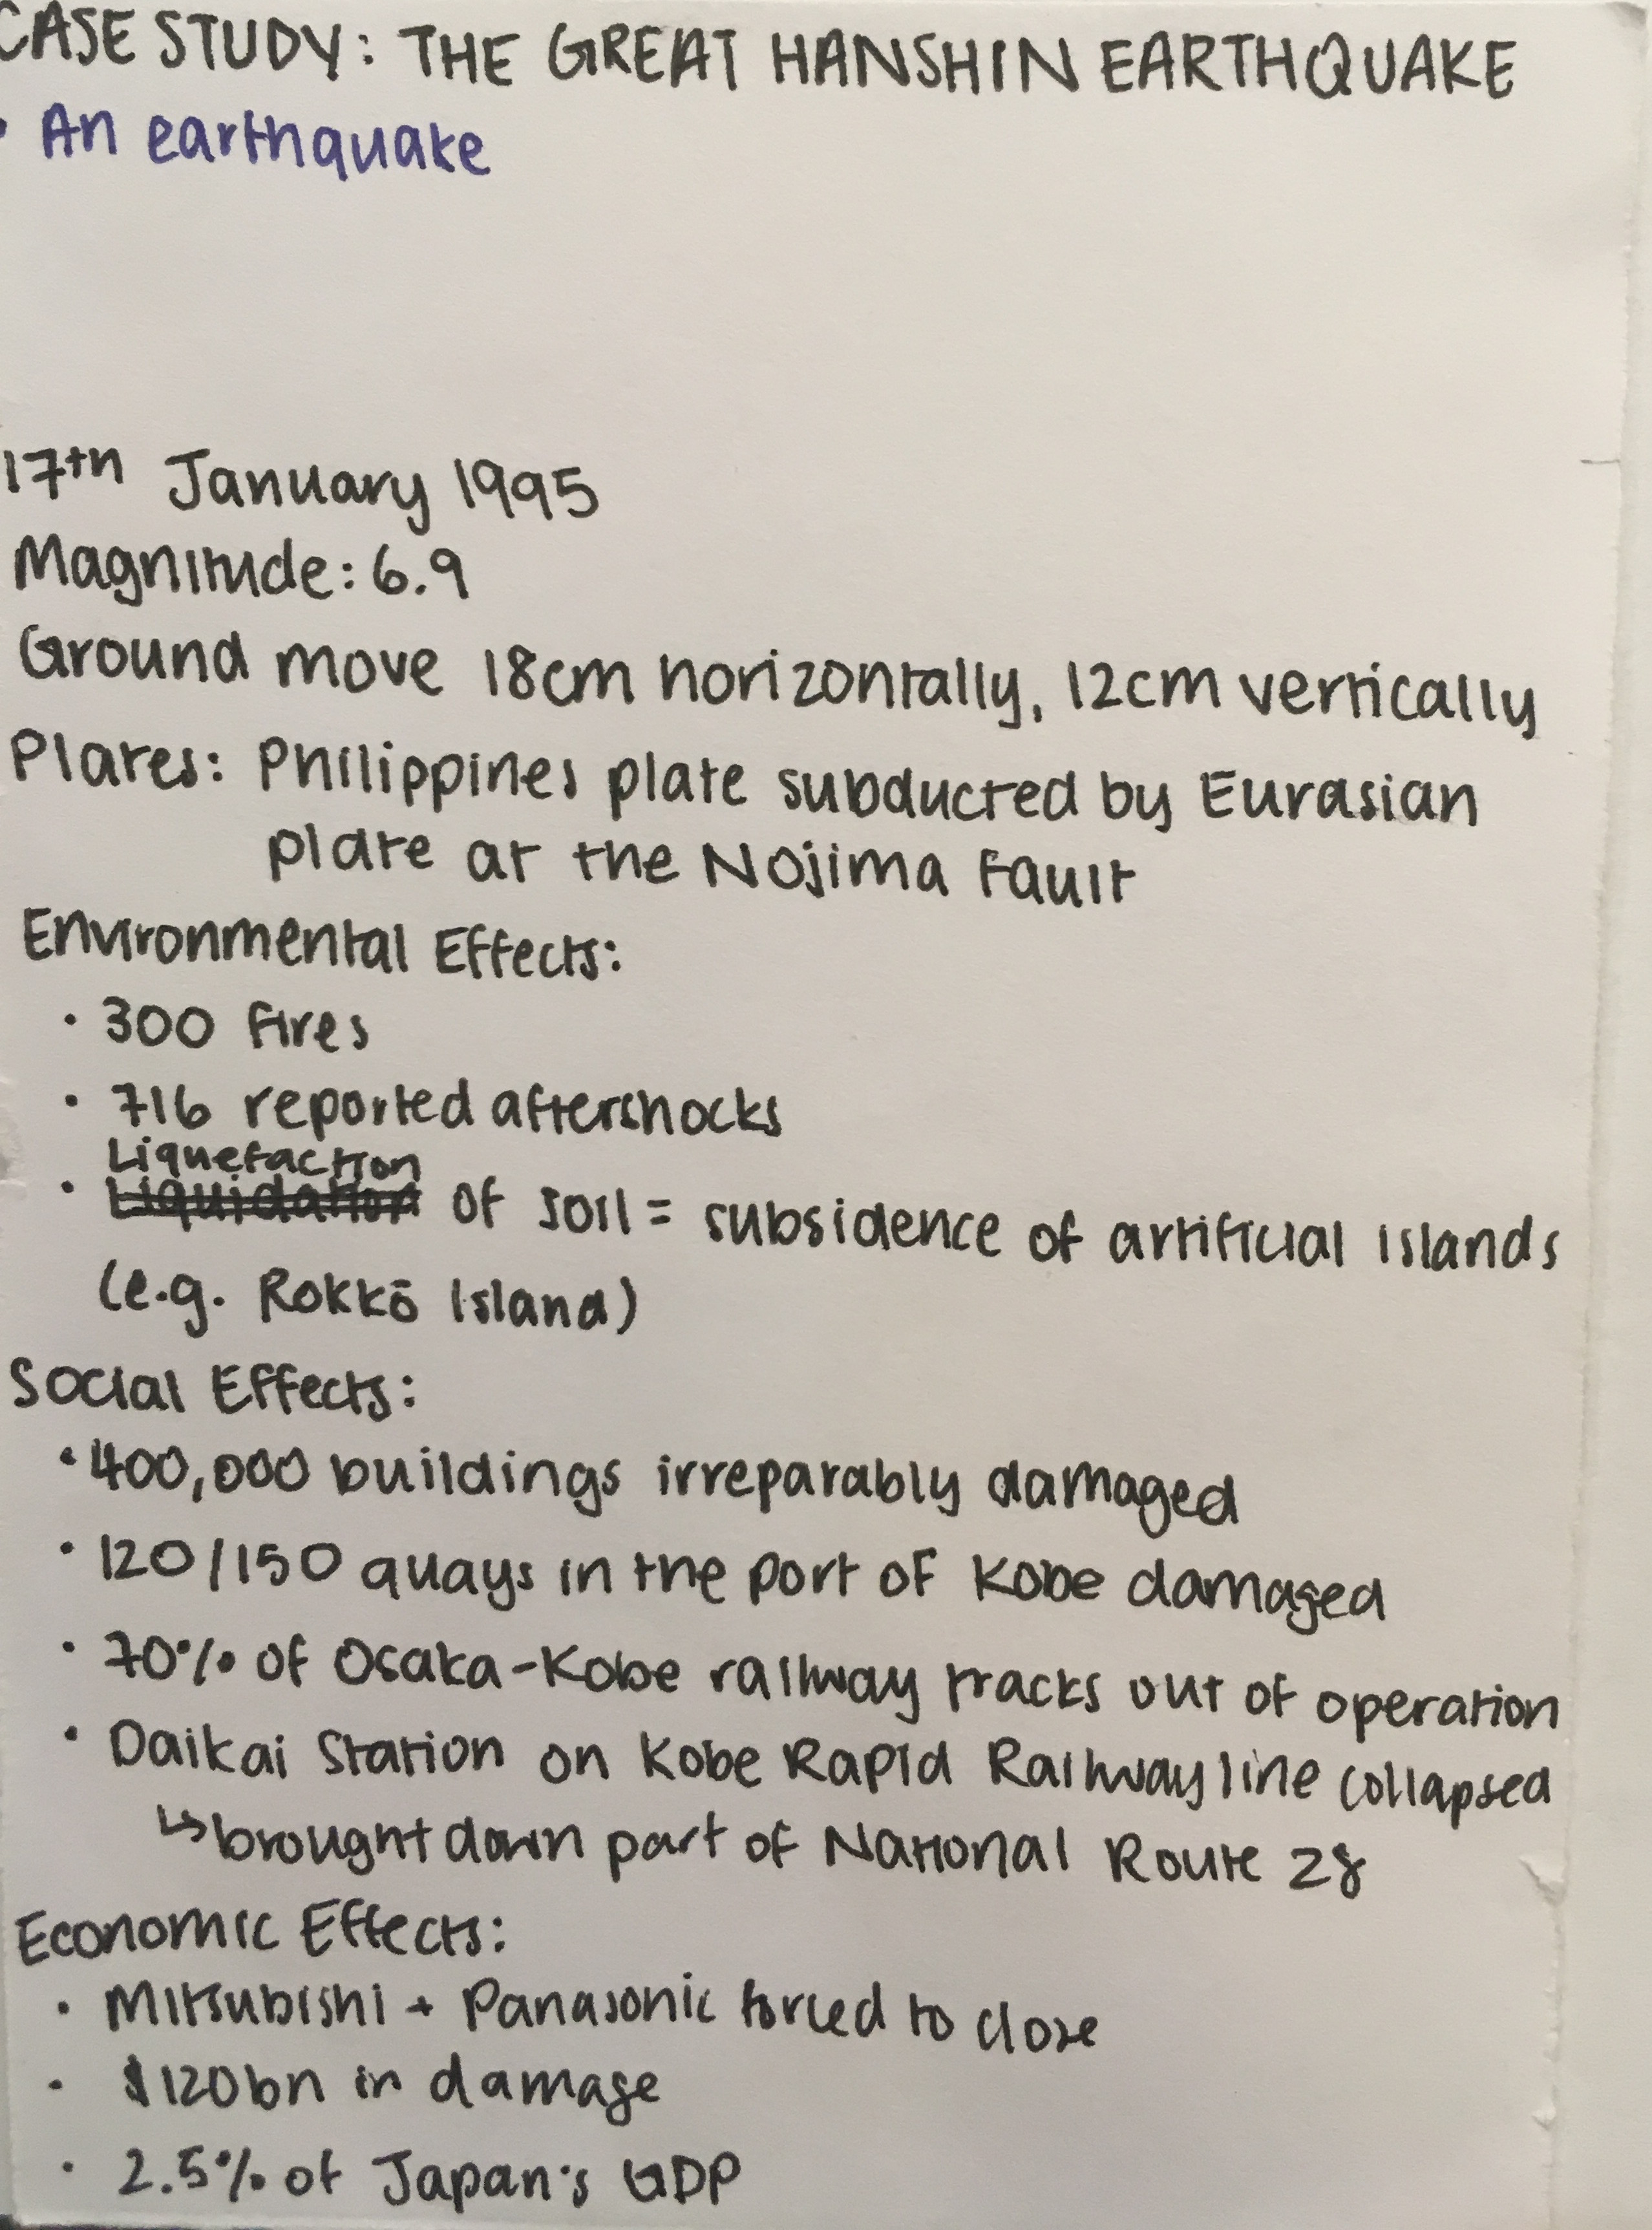 CASE STUDY: THE GREAT HANSHIN EARTHQUAKE
• An earthquake
17th January 1995
Magnitude: 6.9
Ground move 18cm horizontally, 12cm vertically
Plates: Philippines plate subducted by Eurasian
plate at the Nojima Fault
Environmental Effects:
• 300 fires
• 716 reported aftershocks
Liquefaction
• Liquidation of soil = subsidence of artificial islands
(e.g. Rokkō Island)
Social Effects:
• 400,000 buildings irreparably damaged
• 120/150 quays in the port of Kobe damaged
• 70% of Osaka-Kobe railway tracks out of operation
• Daikai Station on Kobe Rapid Railway line collapsed
↳ brought down part of National Route 28
Economic Effects:
• Mitsubishi + Panasonic forced to close
• $120bn in damage
• 2.5% of Japan's GDP